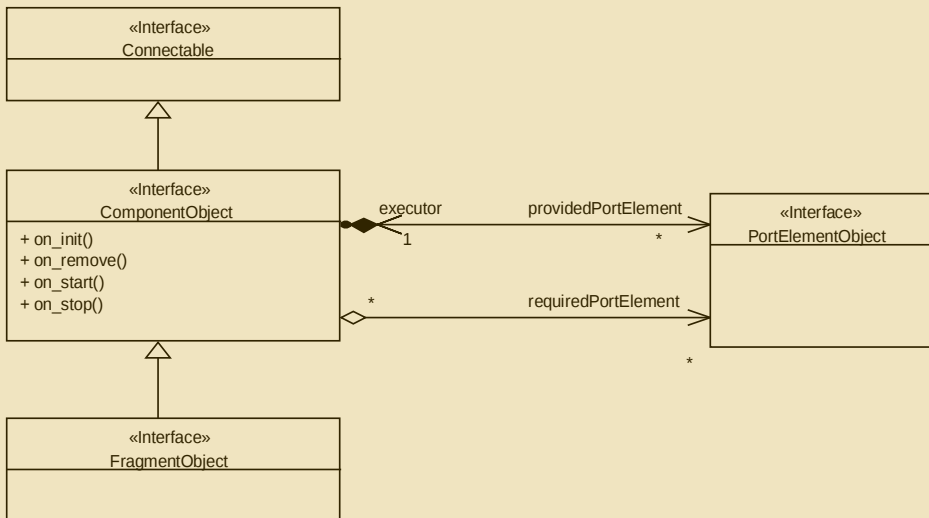 «Interface»
Connectable
«Interface»
ComponentObject
+ on_init()
+ on_remove()
+ on_start()
+ on_stop()
executor
1
providedPortElement
*
«Interface»
PortElementObject
*
requiredPortElement
*
«Interface»
FragmentObject